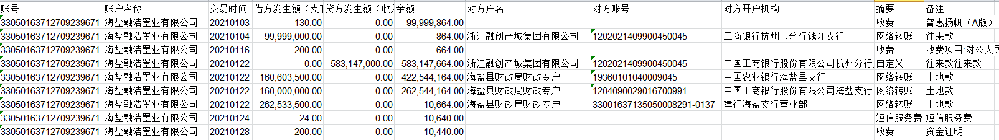 账号 账户名称 交易时间 借方发生额（支取 贷方发生额（收入 余额 对方户名 对方账号 对方开户机构 摘要 备注
33050163712709239671 海盐融浩置业有限公司 20210103 130.00 0.00 99,999,864.00 收费 普惠扬帆（A版）
33050163712709239671 海盐融浩置业有限公司 20210104 99,999,000.00 0.00 864.00 浙江融创产城集团有限公司 1202021409900450045 工商银行杭州市分行钱江支行 网络转账 往来款
33050163712709239671 海盐融浩置业有限公司 20210116 200.00 0.00 664.00 收费 收费项目:对公人民
33050163712709239671 海盐融浩置业有限公司 20210122 0.00 583,147,000.00 583,147,664.00 浙江融创产城集团有限公司 1202021409900450045 中国工商银行股份有限公司杭州分行 自定义 往来款往来款
33050163712709239671 海盐融浩置业有限公司 20210122 160,603,500.00 0.00 422,544,164.00 海盐县财政局财政专户 19360101040009045 中国农业银行海盐县支行 网络转账 土地款
33050163712709239671 海盐融浩置业有限公司 20210122 160,000,000.00 0.00 262,544,164.00 海盐县财政局财政专户 1204090029016700991 中国工商银行股份有限公司海盐支行 网络转账 土地款
33050163712709239671 海盐融浩置业有限公司 20210122 262,533,500.00 0.00 10,664.00 海盐县财政局财政专户 33001637135050008291-0137 建行海盐支行营业部 网络转账 土地款
33050163712709239671 海盐融浩置业有限公司 20210124 24.00 0.00 10,640.00 短信服务费 短信服务费
33050163712709239671 海盐融浩置业有限公司 20210128 200.00 0.00 10,440.00 收费 资金证明